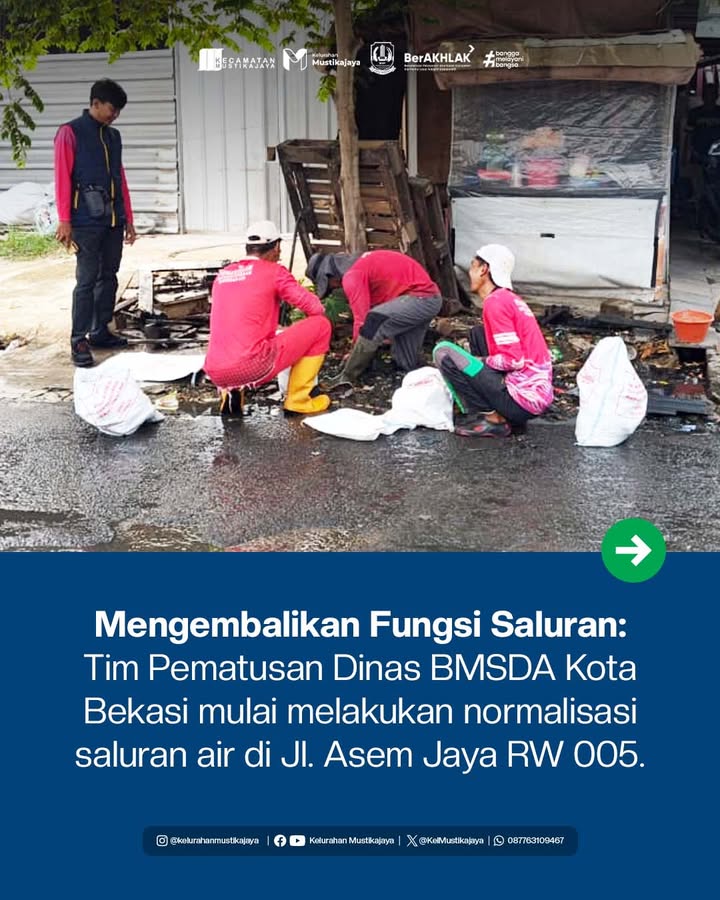 KECAMATAN
MUSTIKAJAYA
Kelurahan
Mustikajaya
BerAKHLAK
#bangga
melayani
bangsa
Mengembalikan Fungsi Saluran:
Tim Pematusan Dinas BMSDA Kota
Bekasi mulai melakukan normalisasi
saluran air di Jl. Asem Jaya RW 005.
@kelurahanmustikajaya | Kelurahan Mustikajaya | @KelMustikajaya | 087763109467